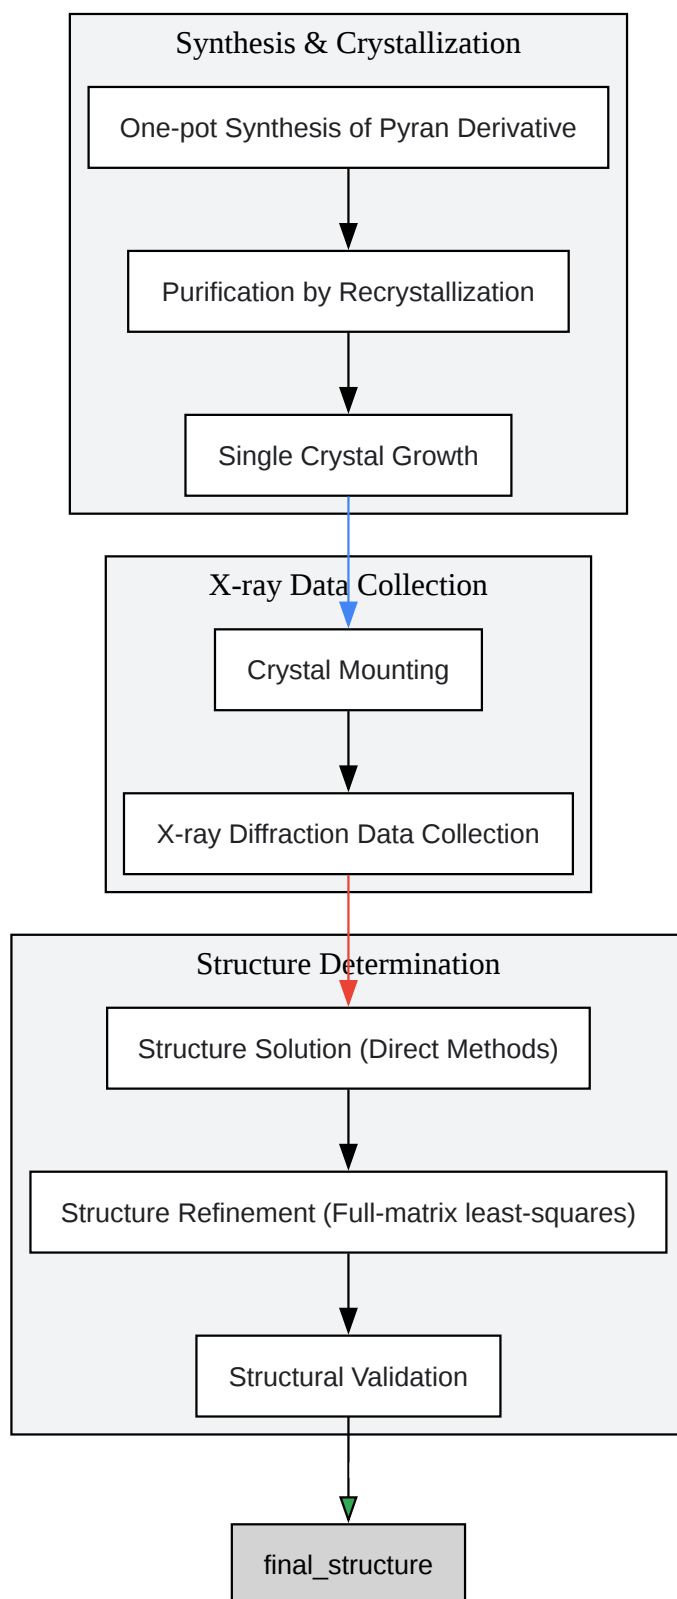 Synthesis & Crystallization
One-pot Synthesis of Pyran Derivative
Purification by Recrystallization
Single Crystal Growth
X-ray Data Collection
Crystal Mounting
X-ray Diffraction Data Collection
Structure Determination
Structure Solution (Direct Methods)
Structure Refinement (Full-matrix least-squares)
Structural Validation
final_structure